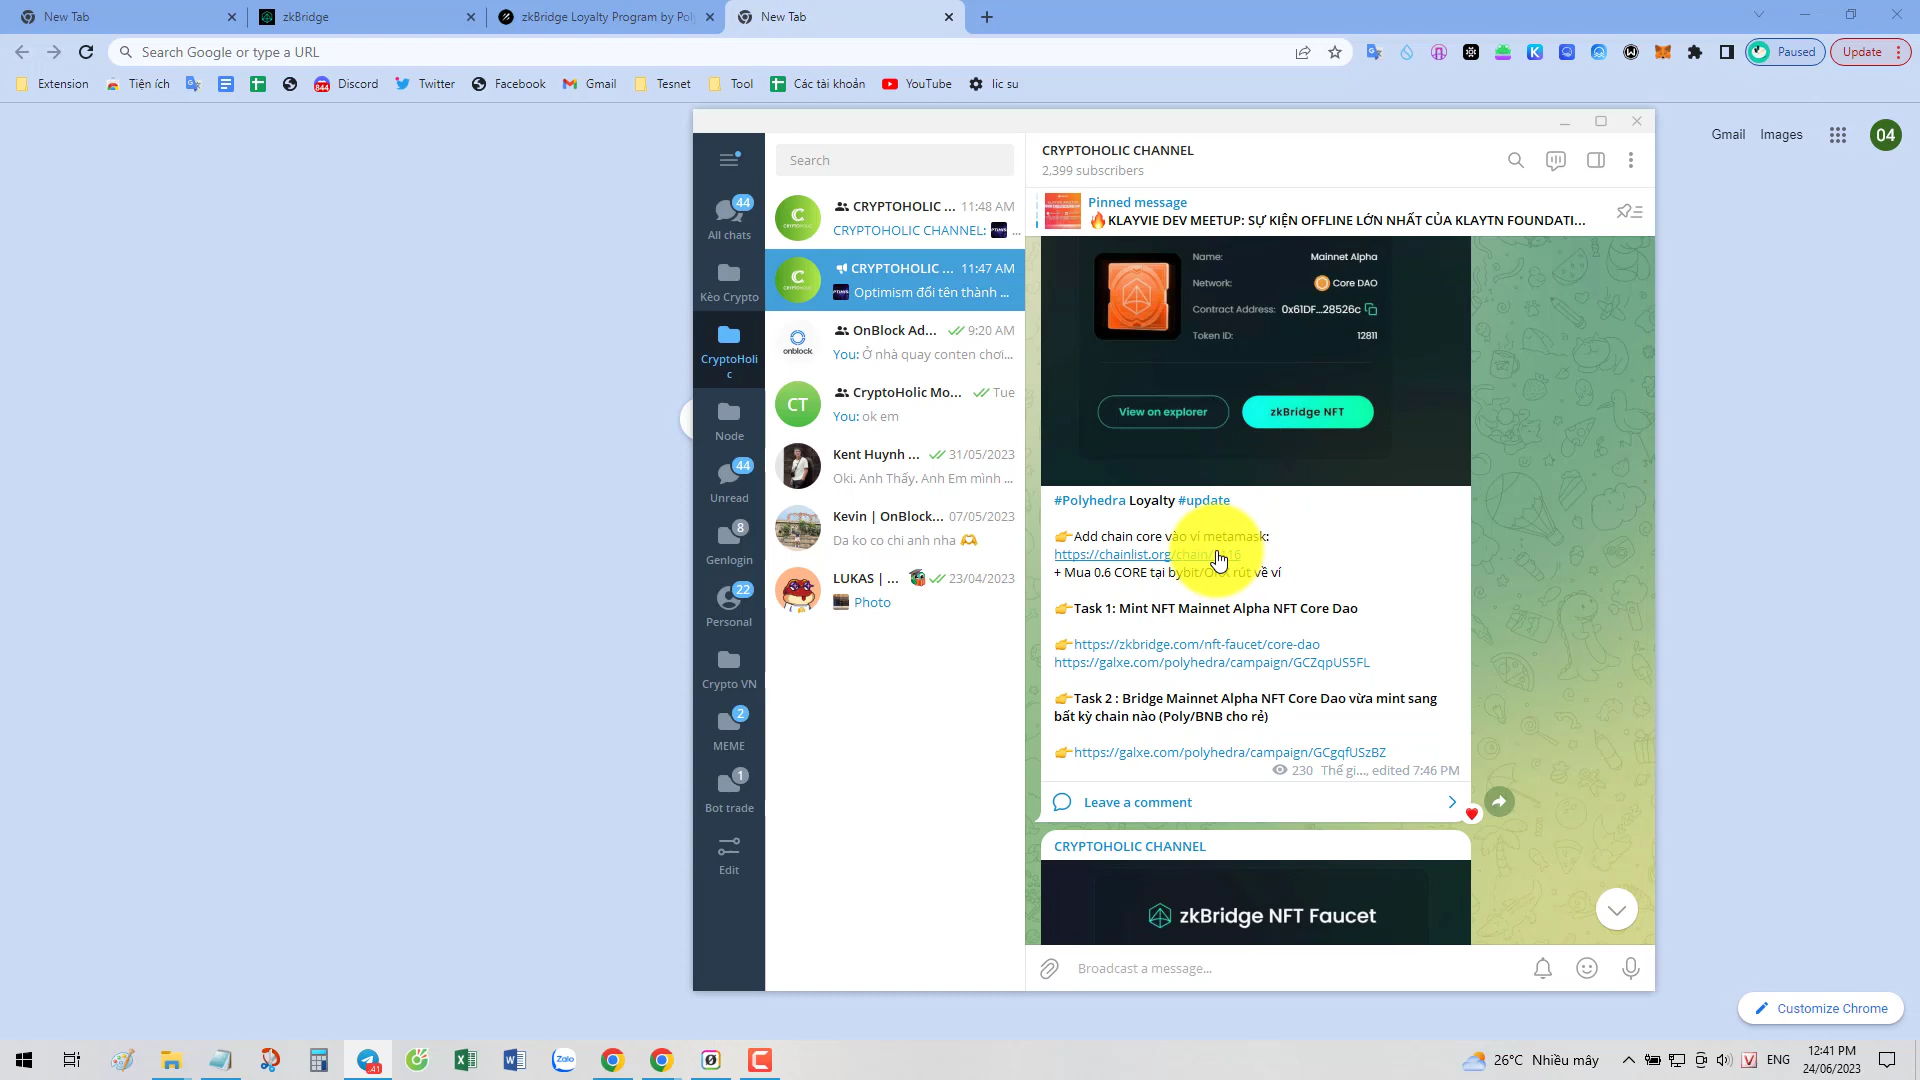 New Tab
zkBridge
zkBridge Loyalty Program by Pol
New Tab
Search Google or type a URL
Paused
Update
Extension
Tiện ích
Discord
Twitter
Facebook
Gmail
Tesnet
Tool
Các tài khoản
YouTube
lic su
Gmail
Images
04
44
All chats
Kèo Crypto
CryptoHoli
c
Node
44
Unread
8
Genlogin
22
Personal
Crypto VN
2
MEME
1
Bot trade
Edit
Search
CRYPTOHOLIC ... 11:48 AM
CRYPTOHOLIC CHANNEL: ...
CRYPTOHOLIC ... 11:47 AM
Optimism đổi tên thành ...
onblock
OnBlock Ad... 9:20 AM
You: Ở nhà quay conten chơi...
CT
CryptoHolic Mo... Tue
You: ok em
Kent Huynh ... 31/05/2023
Oki. Anh Thấy. Anh Em mình ...
Kevin | OnBlock... 07/05/2023
Da ko co chi anh nha
LUKAS | ... 23/04/2023
Photo
CRYPTOHOLIC CHANNEL
2,399 subscribers
Pinned message
🔥KLAYVIE DEV MEETUP: SỰ KIỆN OFFLINE LỚN NHẤT CỦA KLAYTN FOUNDATI...
Name: Mainnet Alpha
Network: Core DAO
Contract Address: 0x61DF...28526c
Token ID: 12811
View on explorer
zkBridge NFT
#Polyhedra Loyalty #update
👉Add chain core vào ví metamask:
https://chainlist.org/chain/
+ Mua 0.6 CORE tại bybit/OKX rút về ví
👉Task 1: Mint NFT Mainnet Alpha NFT Core Dao
👉https://zkbridge.com/nft-faucet/core-dao
https://galxe.com/polyhedra/campaign/GCZqpUS5FL
👉Task 2 : Bridge Mainnet Alpha NFT Core Dao vừa mint sang
bất kỳ chain nào (Poly/BNB cho rẻ)
👉https://galxe.com/polyhedra/campaign/GCgqfUSzBZ
230 Thế gi..., edited 7:46 PM
Leave a comment
CRYPTOHOLIC CHANNEL
zkBridge NFT Faucet
Broadcast a message...
Customize Chrome
.41
Zalo
26°C Nhiều mây
V
ENG
12:41 PM
24/06/2023